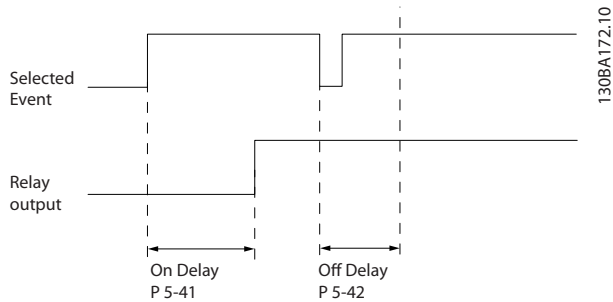 130BA172.10
Selected
Event
Relay
output
On Delay
P 5-41
Off Delay
P 5-42